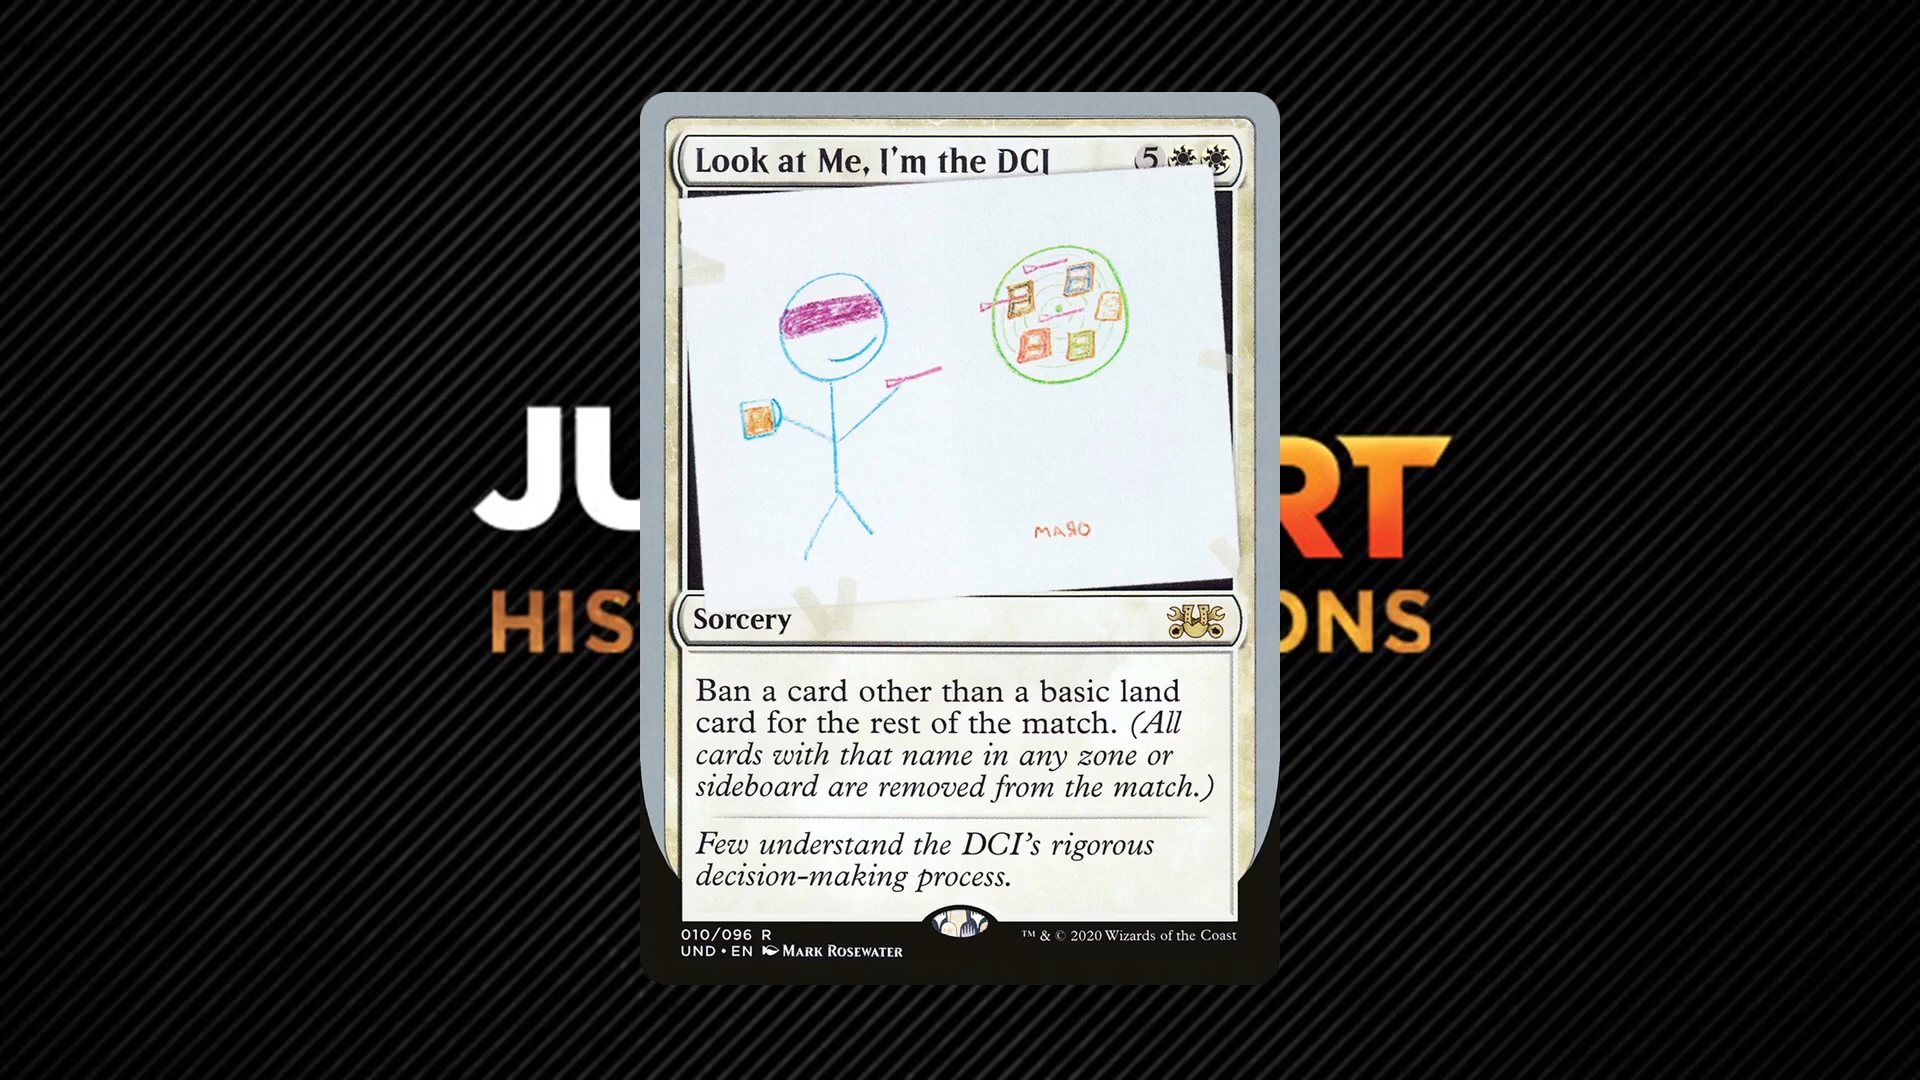 Look at Me, I'm the DCI
5
MAЯO
JU RT
HIS ONS
Sorcery
Ban a card other than a basic land
card for the rest of the match. (All
cards with that name in any zone or
sideboard are removed from the match.)
Few understand the DCI's rigorous
decision-making process.
010/096 R
UND • EN Mark Rosewater
™ & © 2020 Wizards of the Coast